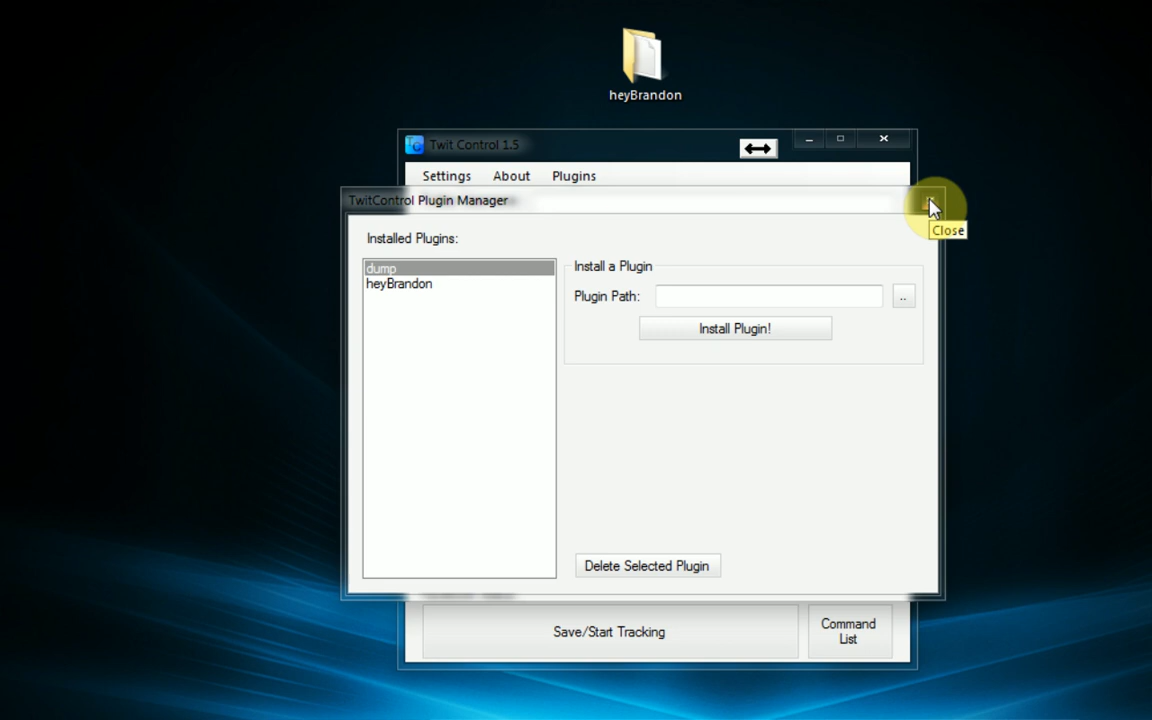 heyBrandon
Twit Control 1.5
Settings About Plugins
TwitControl Plugin Manager
Close
Installed Plugins:
dump
heyBrandon
Install a Plugin
Plugin Path:
..
Install Plugin!
Delete Selected Plugin
Save/Start Tracking
Command
List